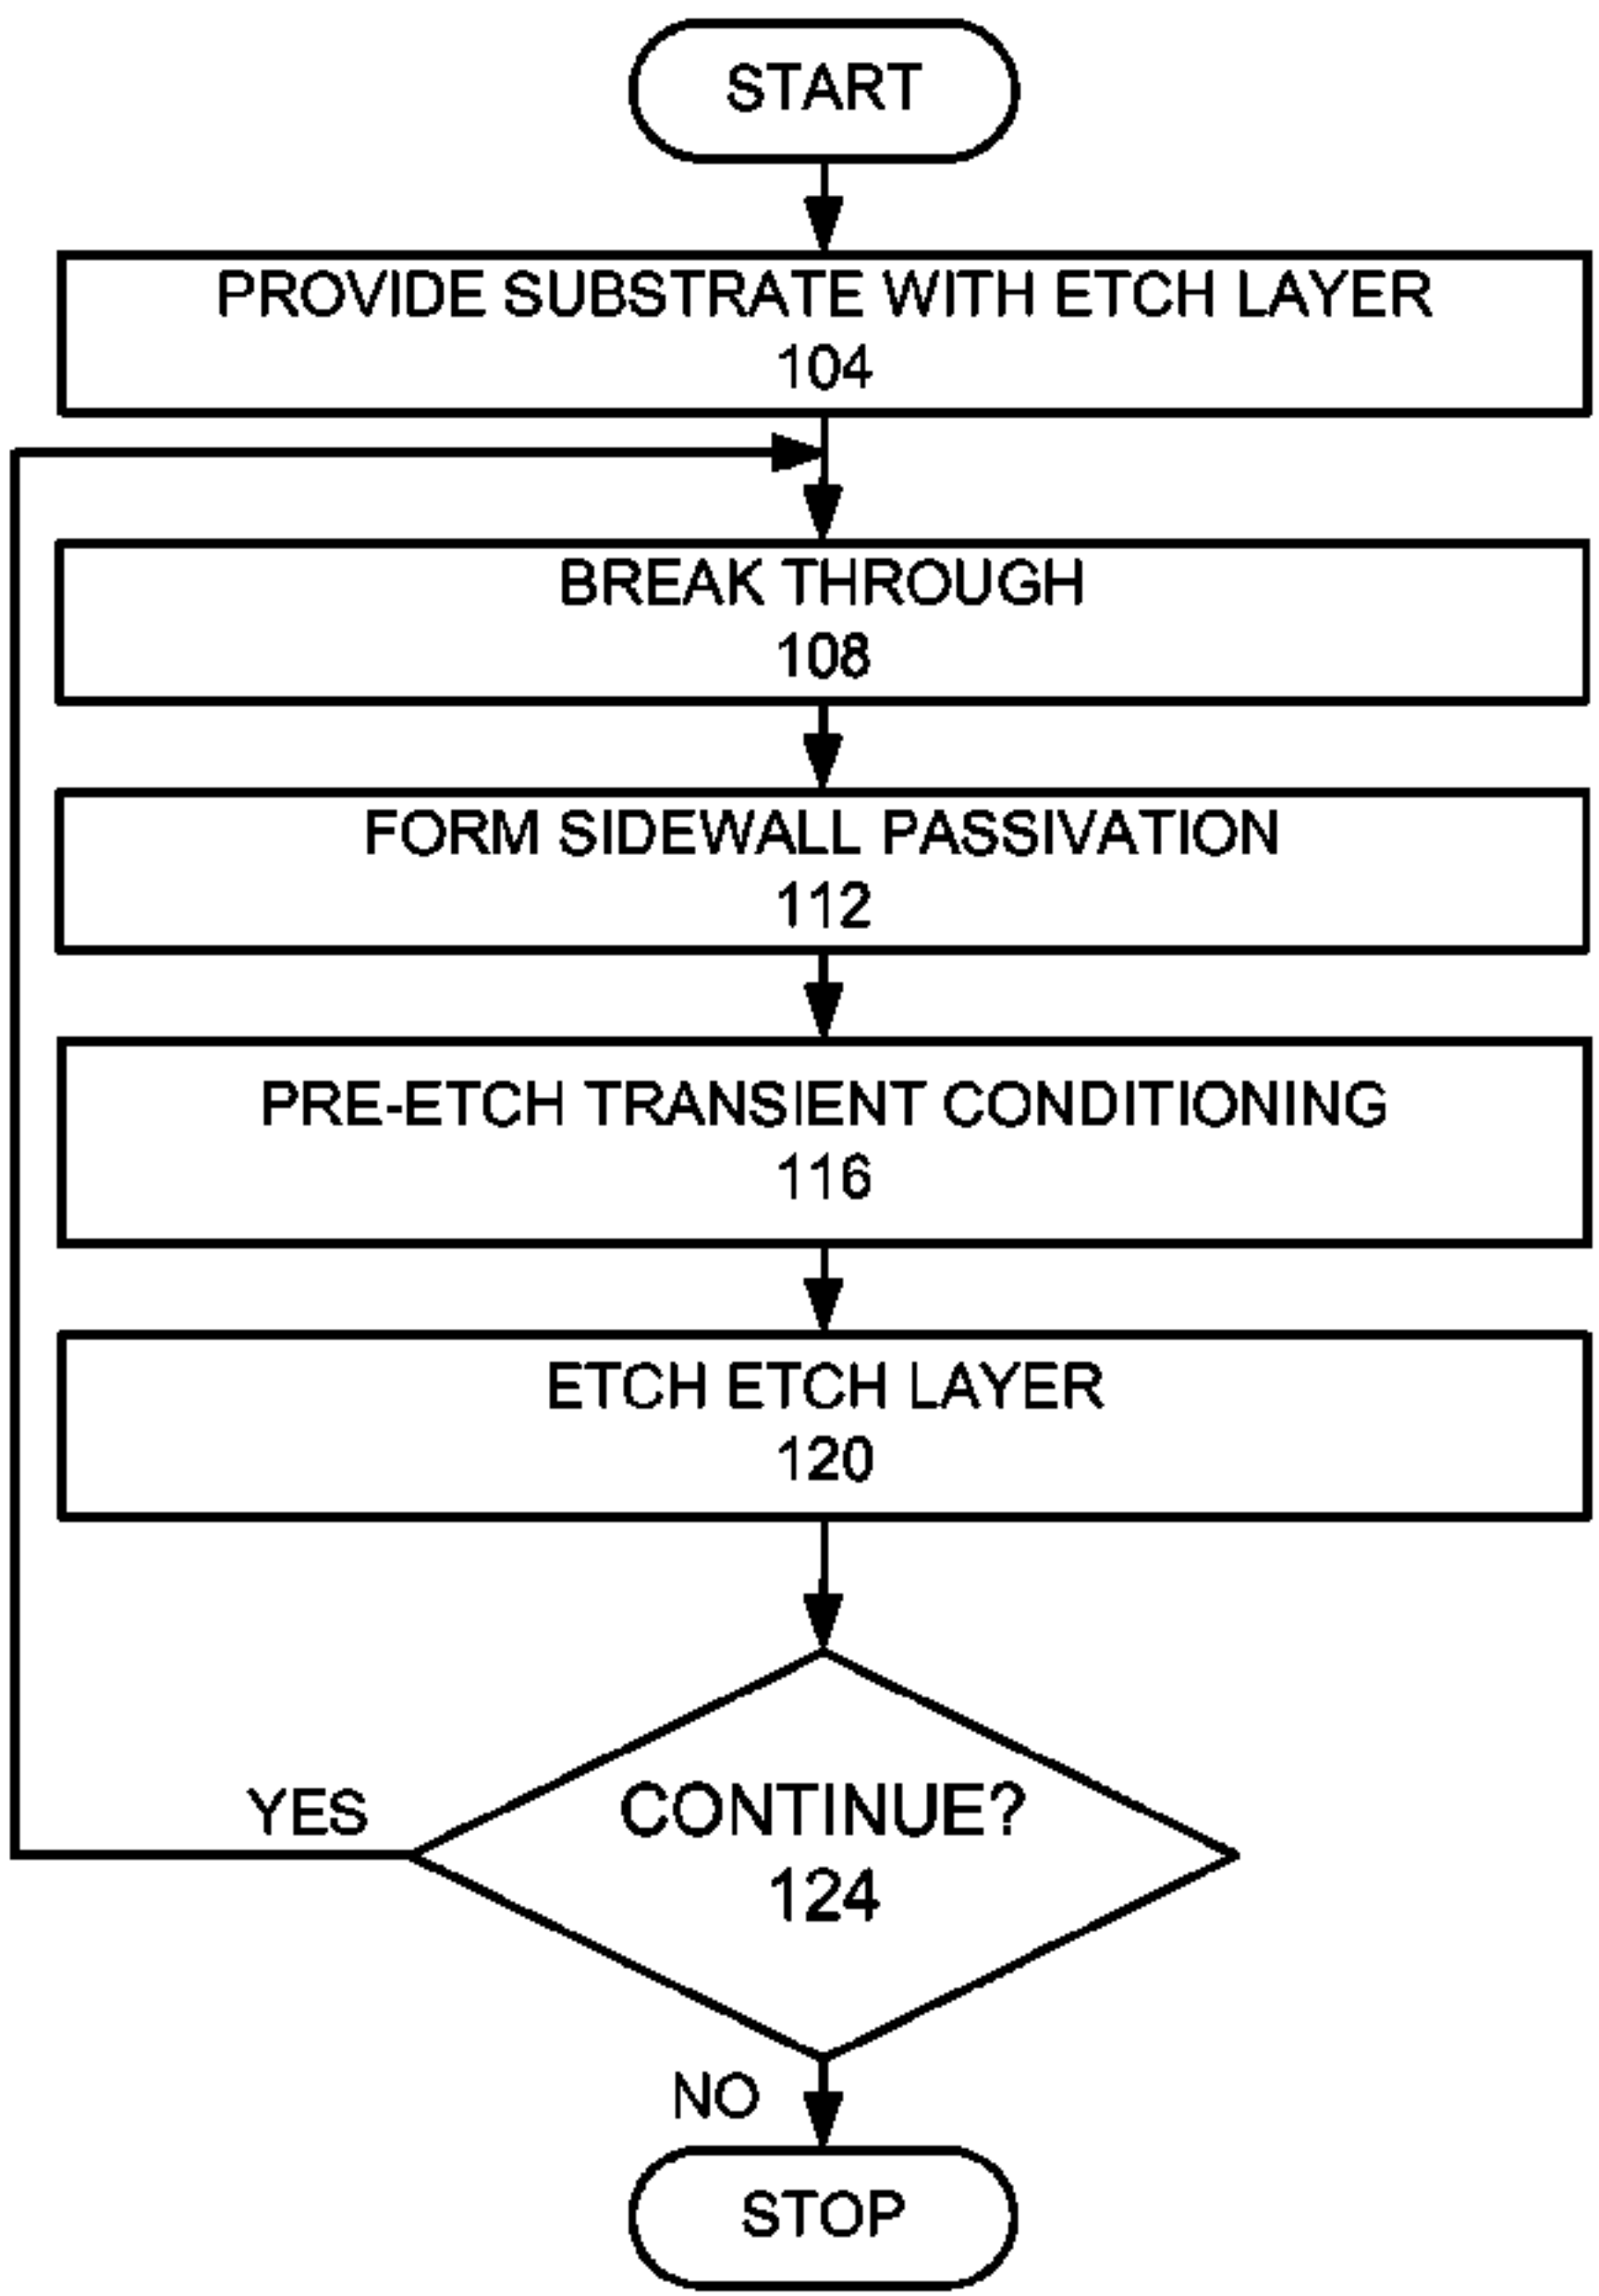 START
PROVIDE SUBSTRATE WITH ETCH LAYER
104
BREAK THROUGH
108
FORM SIDEWALL PASSIVATION
112
PRE-ETCH TRANSIENT CONDITIONING
116
ETCH ETCH LAYER
120
YES
CONTINUE?
124
NO
STOP